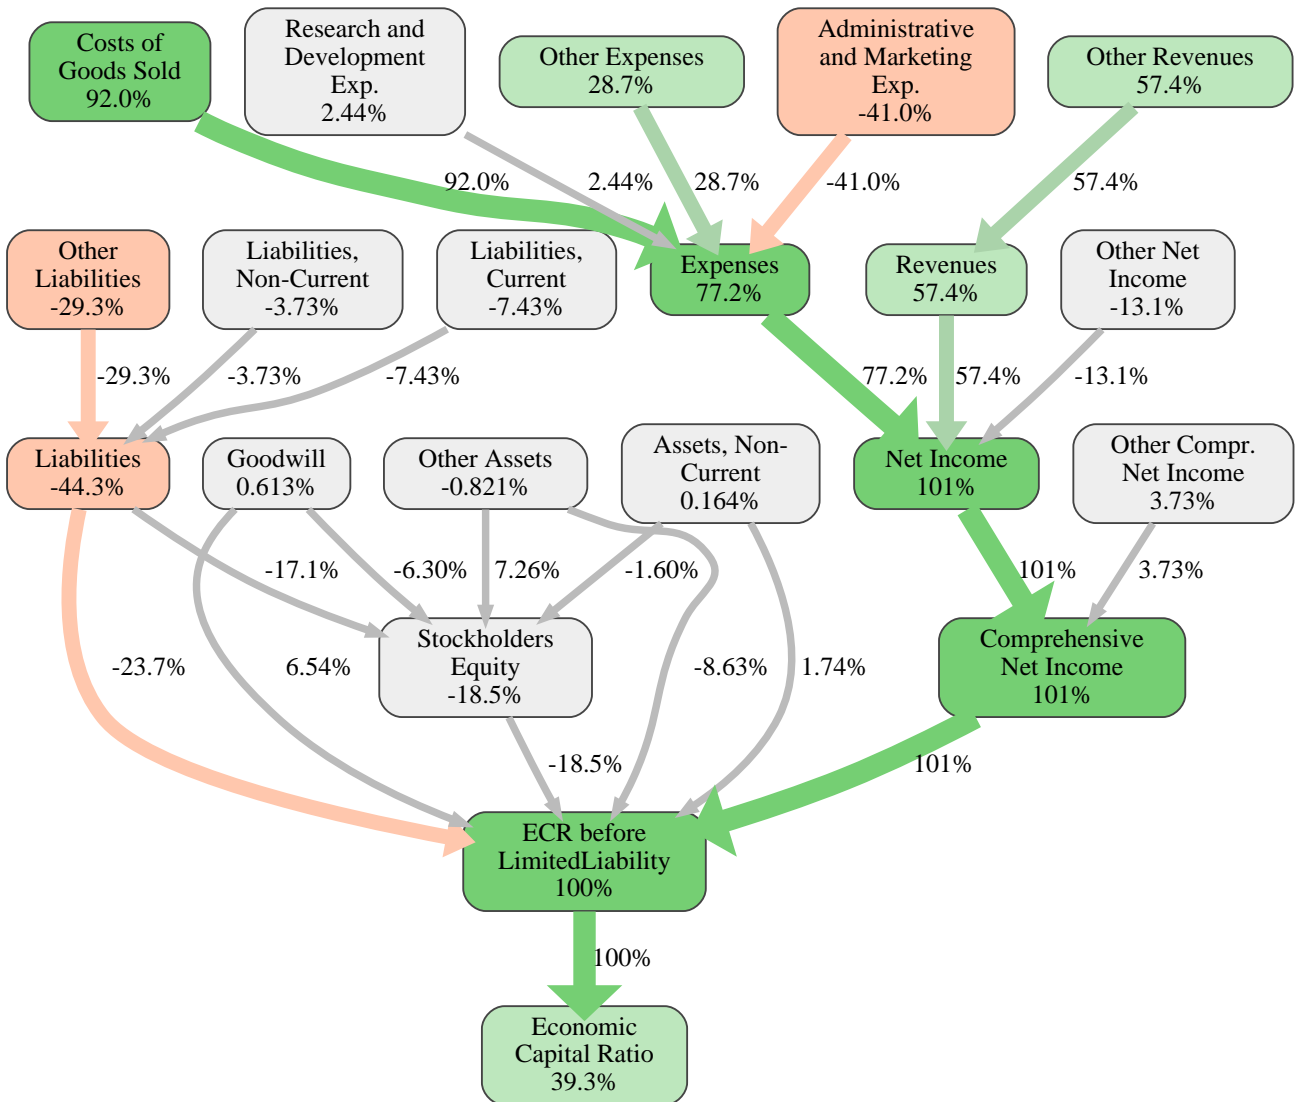 Costs of
Goods Sold
92.0%
Research and
Development
Exp.
2.44%
Other Expenses
28.7%
Administrative
and Marketing
Exp.
-41.0%
Other Revenues
57.4%
92.0%
2.44%
28.7%
-41.0%
57.4%
Other
Liabilities
-29.3%
Liabilities,
Non-Current
-3.73%
Liabilities,
Current
-7.43%
Expenses
77.2%
Revenues
57.4%
Other Net
Income
-13.1%
-29.3%
-3.73%
-7.43%
77.2%
57.4%
-13.1%
Liabilities
-44.3%
Goodwill
0.613%
Other Assets
-0.821%
Assets, Non-
Current
0.164%
Net Income
101%
Other Compr.
Net Income
3.73%
-17.1%
-6.30%
7.26%
-1.60%
101%
3.73%
-23.7%
6.54%
Stockholders
Equity
-18.5%
-8.63%
1.74%
Comprehensive
Net Income
101%
-18.5%
101%
ECR before
LimitedLiability
100%
100%
Economic
Capital Ratio
39.3%